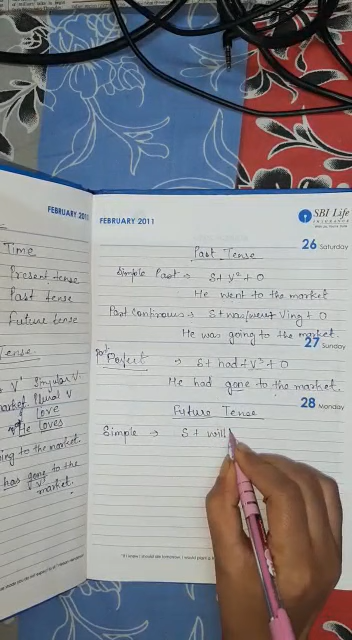 FEBRUARY 201
Time
Present tense
Past tense
Future tense
Tense.
V' Singular V
market. Plural V
Love
He Loves
going to the market.
has gone to the
market.
FEBRUARY 2011
SBI Life
INSURANCE
26 Saturday
Past Tense
Simple Past → S+V²+O
He went to the market
Past continuous → S+was/were+Ving+O
He was going to the market.
27 Sunday
Past Perfect → S+had+V³+O
He had gone to the market.
28 Monday
Future Tense
Simple → S+ will